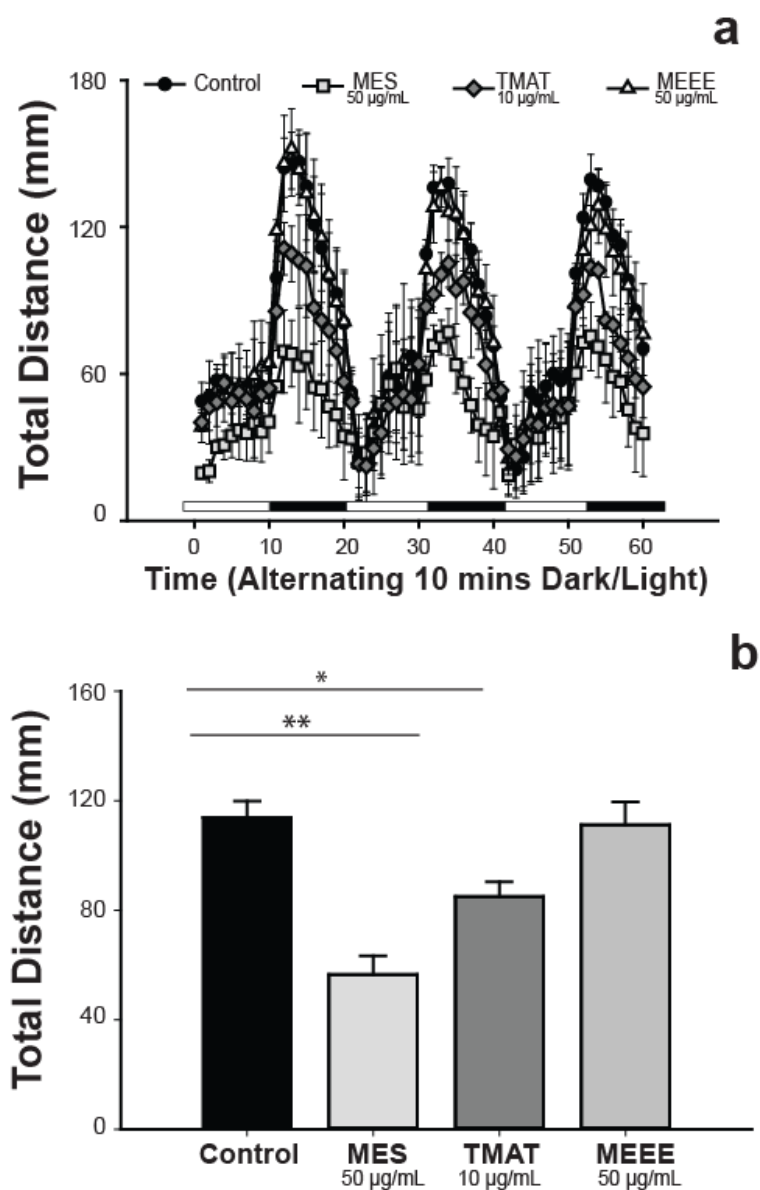 a
Control MES TMAT MEEE
50 µg/mL 10 µg/mL 50 µg/mL
Total Distance (mm)
180
120
60
0
0 10 20 30 40 50 60
Time (Alternating 10 mins Dark/Light)
b
Total Distance (mm)
160
120
80
40
0
*
**
Control MES TMAT MEEE
50 µg/mL 10 µg/mL 50 µg/mL